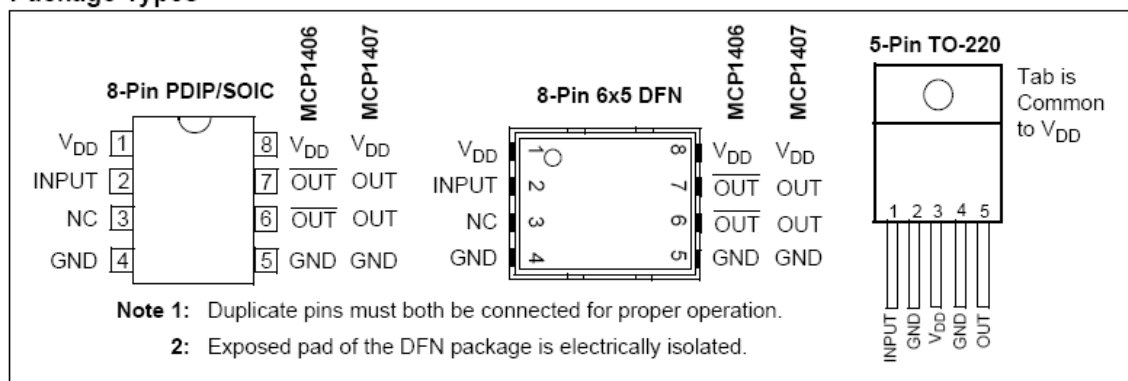 8-Pin PDIP/SOIC
MCP1406
MCP1407
VDD 1 8 VDD VDD
INPUT 2 7 OUT OUT
NC 3 6 OUT OUT
GND 4 5 GND GND
8-Pin 6x5 DFN
MCP1406
MCP1407
VDD 1 8 VDD VDD
INPUT 2 7 OUT OUT
NC 3 6 OUT OUT
GND 4 5 GND GND
5-Pin TO-220
Tab is
Common
to VDD
1 2 3 4 5
INPUT
GND
VDD
GND
OUT
Note 1: Duplicate pins must both be connected for proper operation.
2: Exposed pad of the DFN package is electrically isolated.